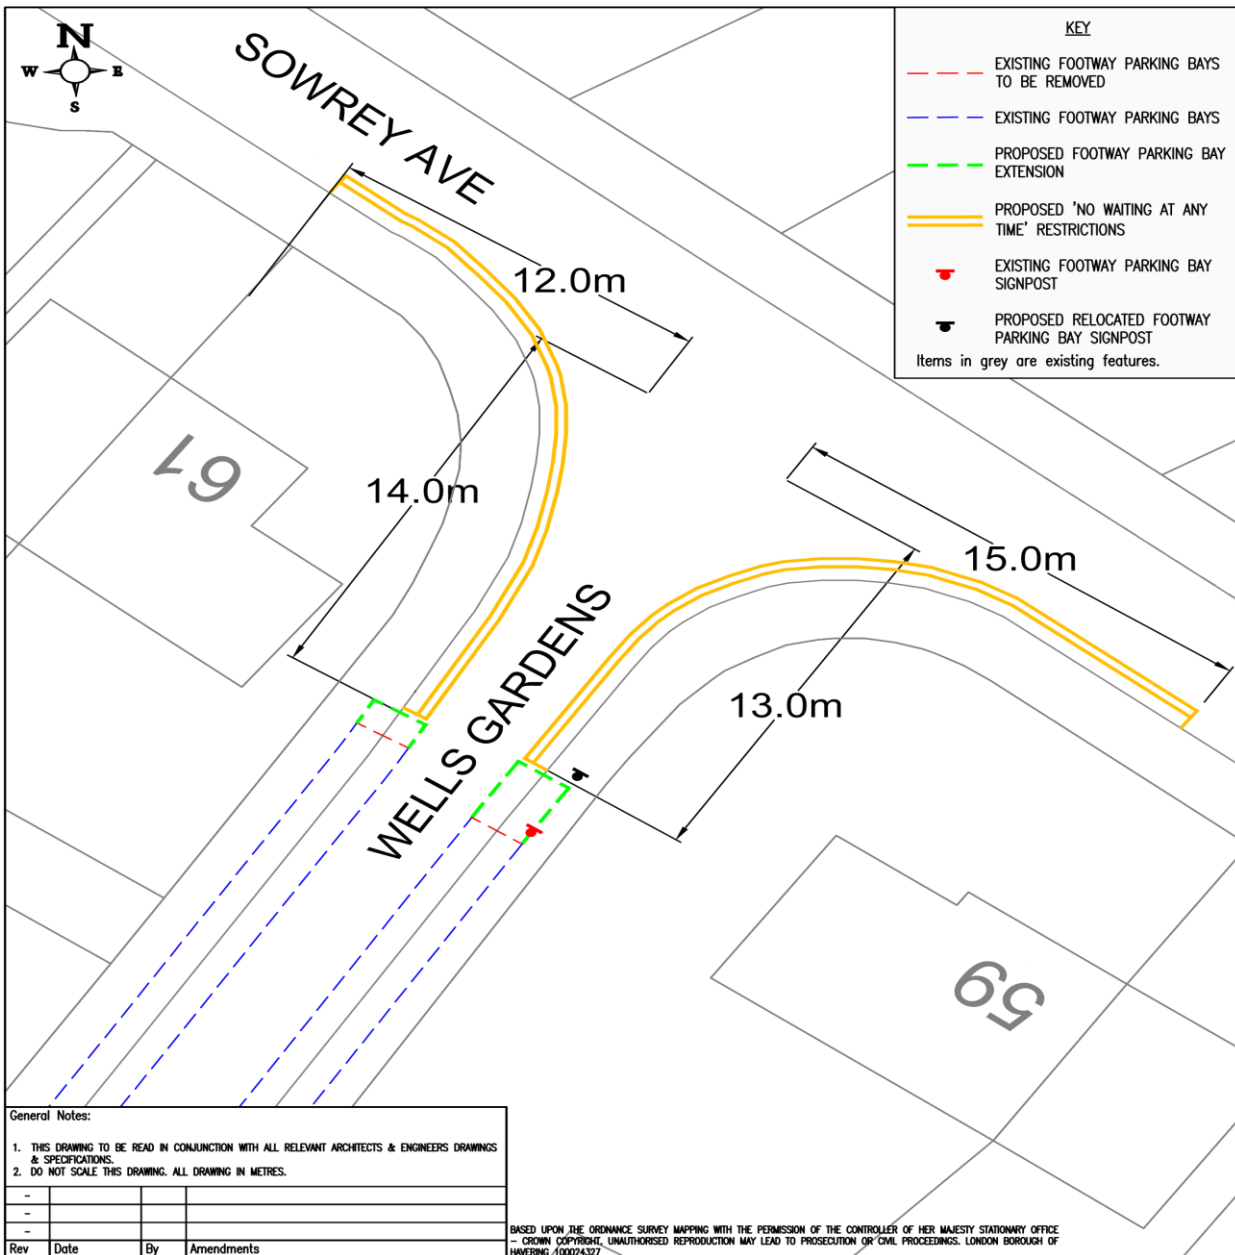 N
W E
S
SOWREY AVE
12.0m
14.0m
15.0m
13.0m
WELLS GARDENS
61
59
KEY
EXISTING FOOTWAY PARKING BAYS
TO BE REMOVED
EXISTING FOOTWAY PARKING BAYS
PROPOSED FOOTWAY PARKING BAY
EXTENSION
PROPOSED 'NO WAITING AT ANY
TIME' RESTRICTIONS
EXISTING FOOTWAY PARKING BAY
SIGNPOST
PROPOSED RELOCATED FOOTWAY
PARKING BAY SIGNPOST
Items in grey are existing features.
General Notes:
1. THIS DRAWING TO BE READ IN CONJUNCTION WITH ALL RELEVANT ARCHITECTS & ENGINEERS DRAWINGS
& SPECIFICATIONS.
2. DO NOT SCALE THIS DRAWING. ALL DRAWING IN METRES.
-
-
-
Rev Date By Amendments
BASED UPON THE ORDNANCE SURVEY MAPPING WITH THE PERMISSION OF THE CONTROLLER OF HER MAJESTY STATIONARY OFFICE
- CROWN COPYRIGHT, UNAUTHORISED REPRODUCTION MAY LEAD TO PROSECUTION OR CIVIL PROCEEDINGS. LONDON BOROUGH OF
HAVERING 100024327